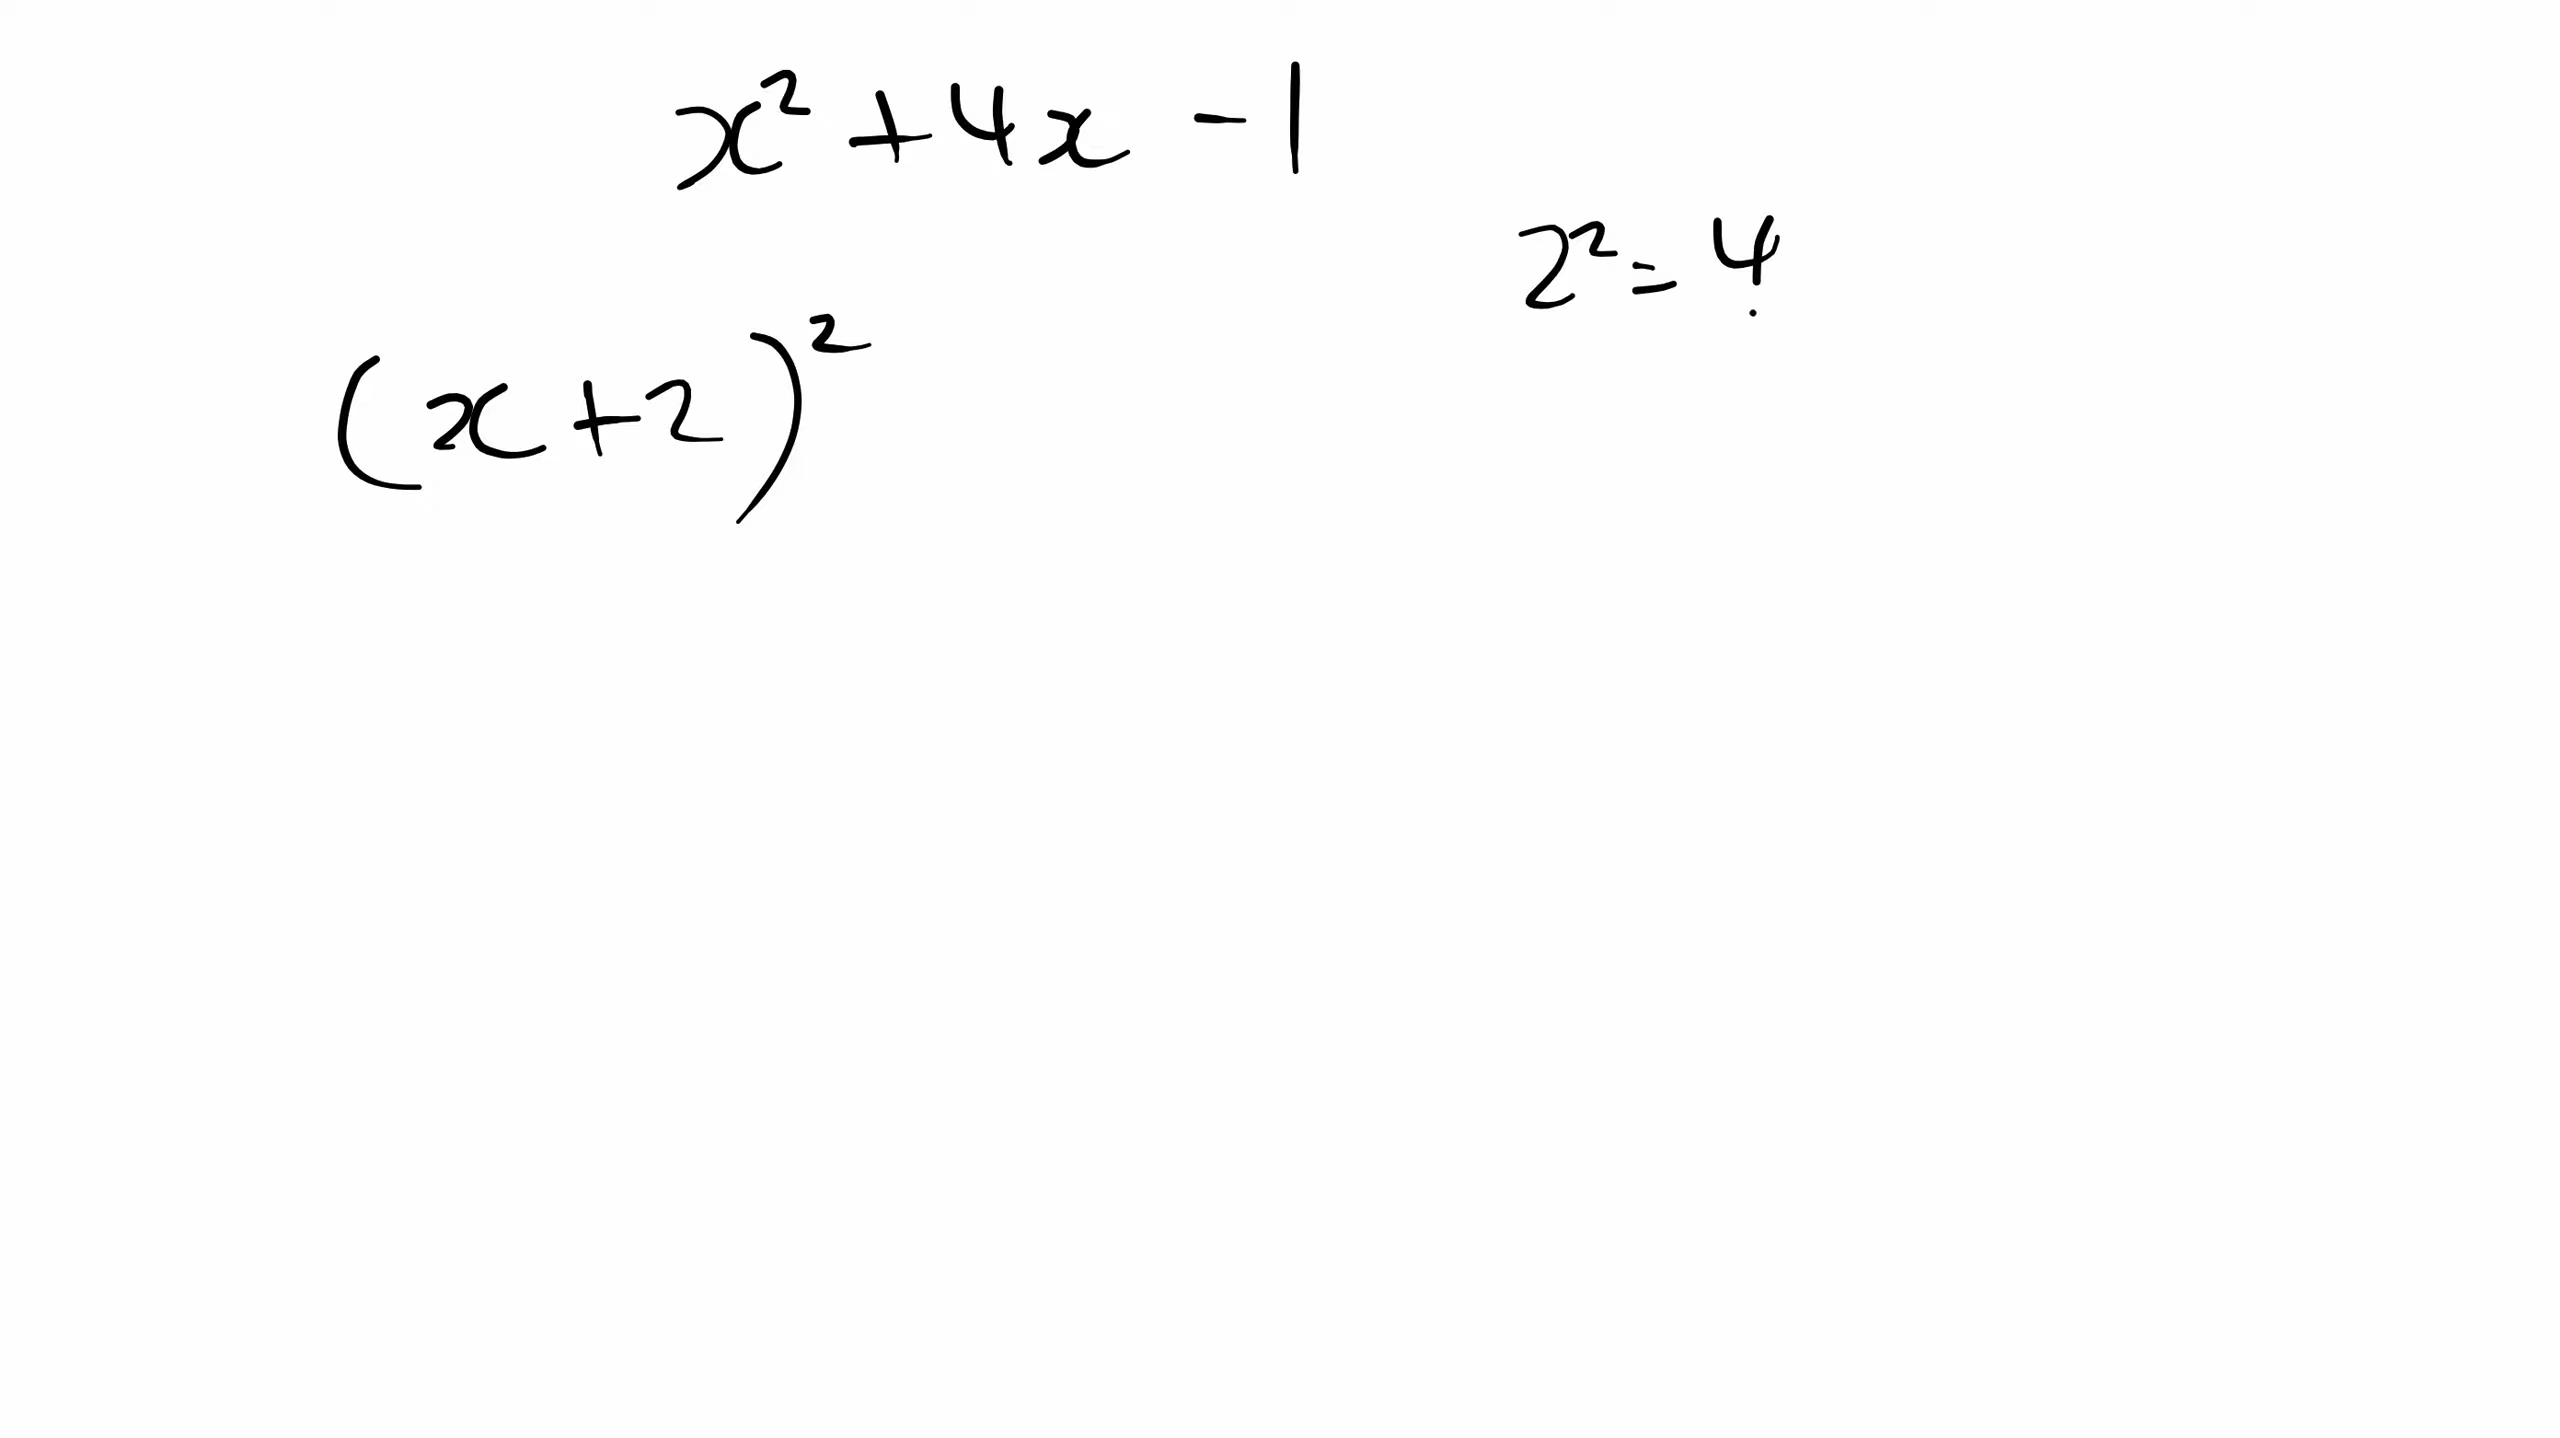 x² + 4x - 1
2² = 4
(x + 2)²